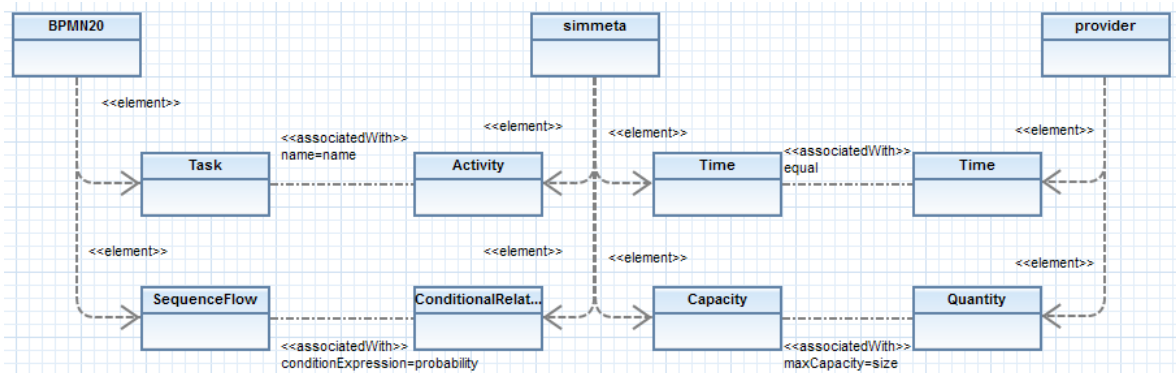 BPMN20
simmeta
provider
<<element>>
<<associatedWith>>
name=name
<<element>>
<<element>>
<<associatedWith>>
equal
<<element>>
Task
Activity
Time
Time
<<element>>
<<element>>
<<element>>
<<element>>
SequenceFlow
ConditionalRelat...
Capacity
Quantity
<<associatedWith>>
conditionExpression=probability
<<associatedWith>>
maxCapacity=size